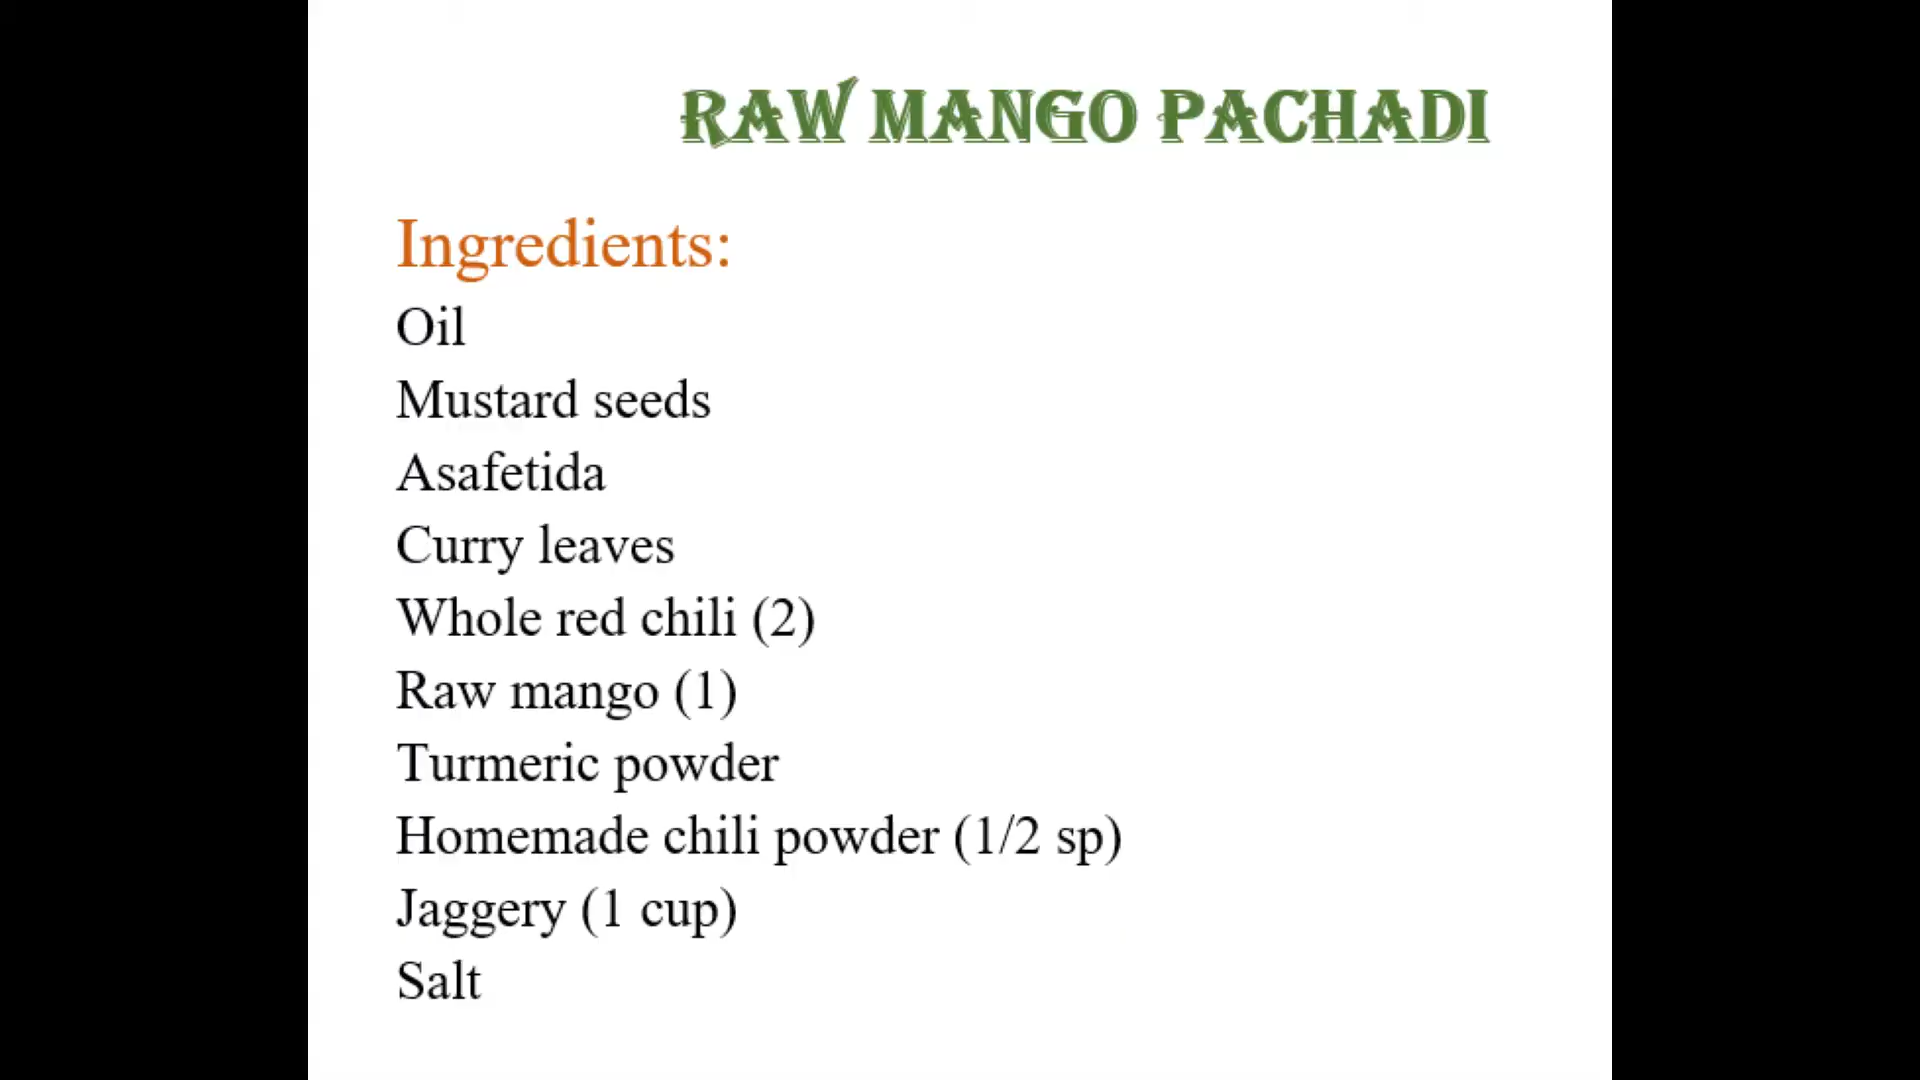 RAW MANGO PACHADI
Ingredients:
Oil
Mustard seeds
Asafetida
Curry leaves
Whole red chili (2)
Raw mango (1)
Turmeric powder
Homemade chili powder (1/2 sp)
Jaggery (1 cup)
Salt